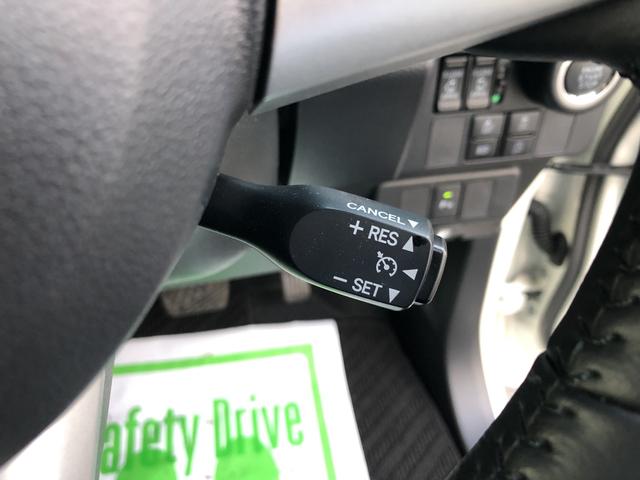 CANCEL▼
+ RES ▲
◀
− SET ▼
afety Drive